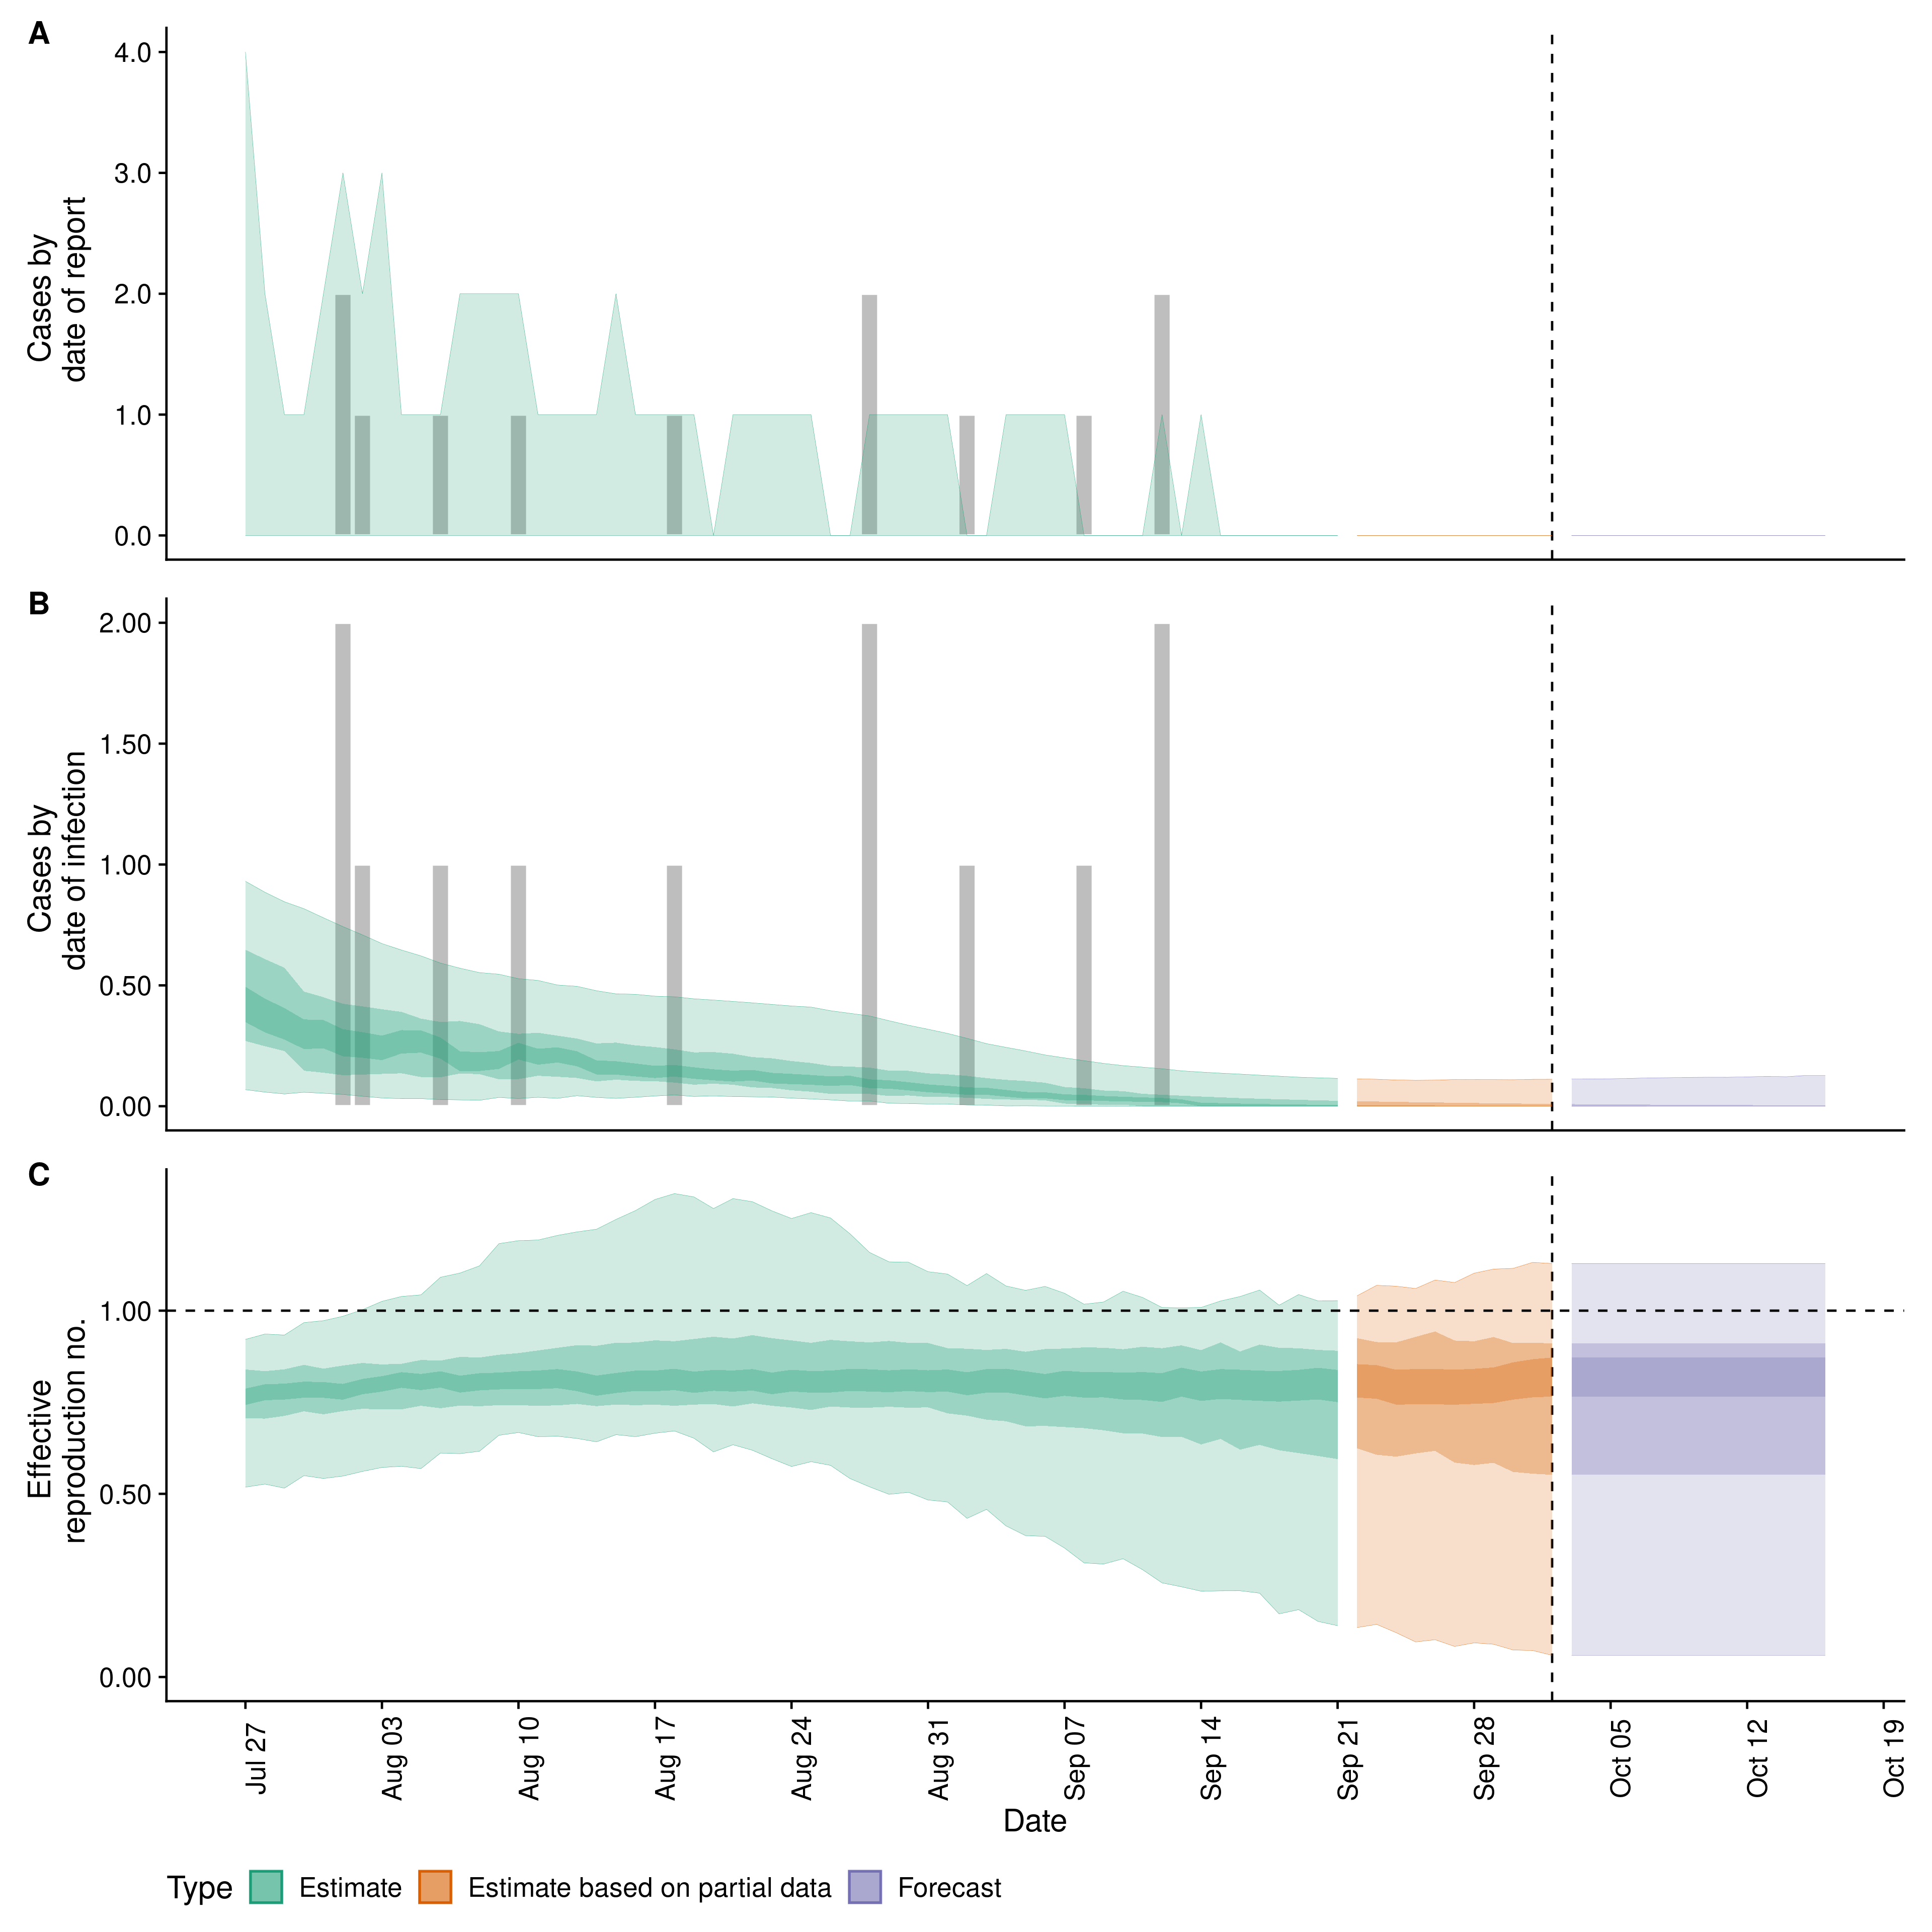 A
Cases by
date of report
4.0
3.0
2.0
1.0
0.0
B
Cases by
date of infection
2.00
1.50
1.00
0.50
0.00
C
Effective
reproduction no.
1.00
0.50
0.00
Jul 27
Aug 03
Aug 10
Aug 17
Aug 24
Aug 31
Sep 07
Sep 14
Sep 21
Sep 28
Oct 05
Oct 12
Oct 19
Date
Type Estimate Estimate based on partial data Forecast